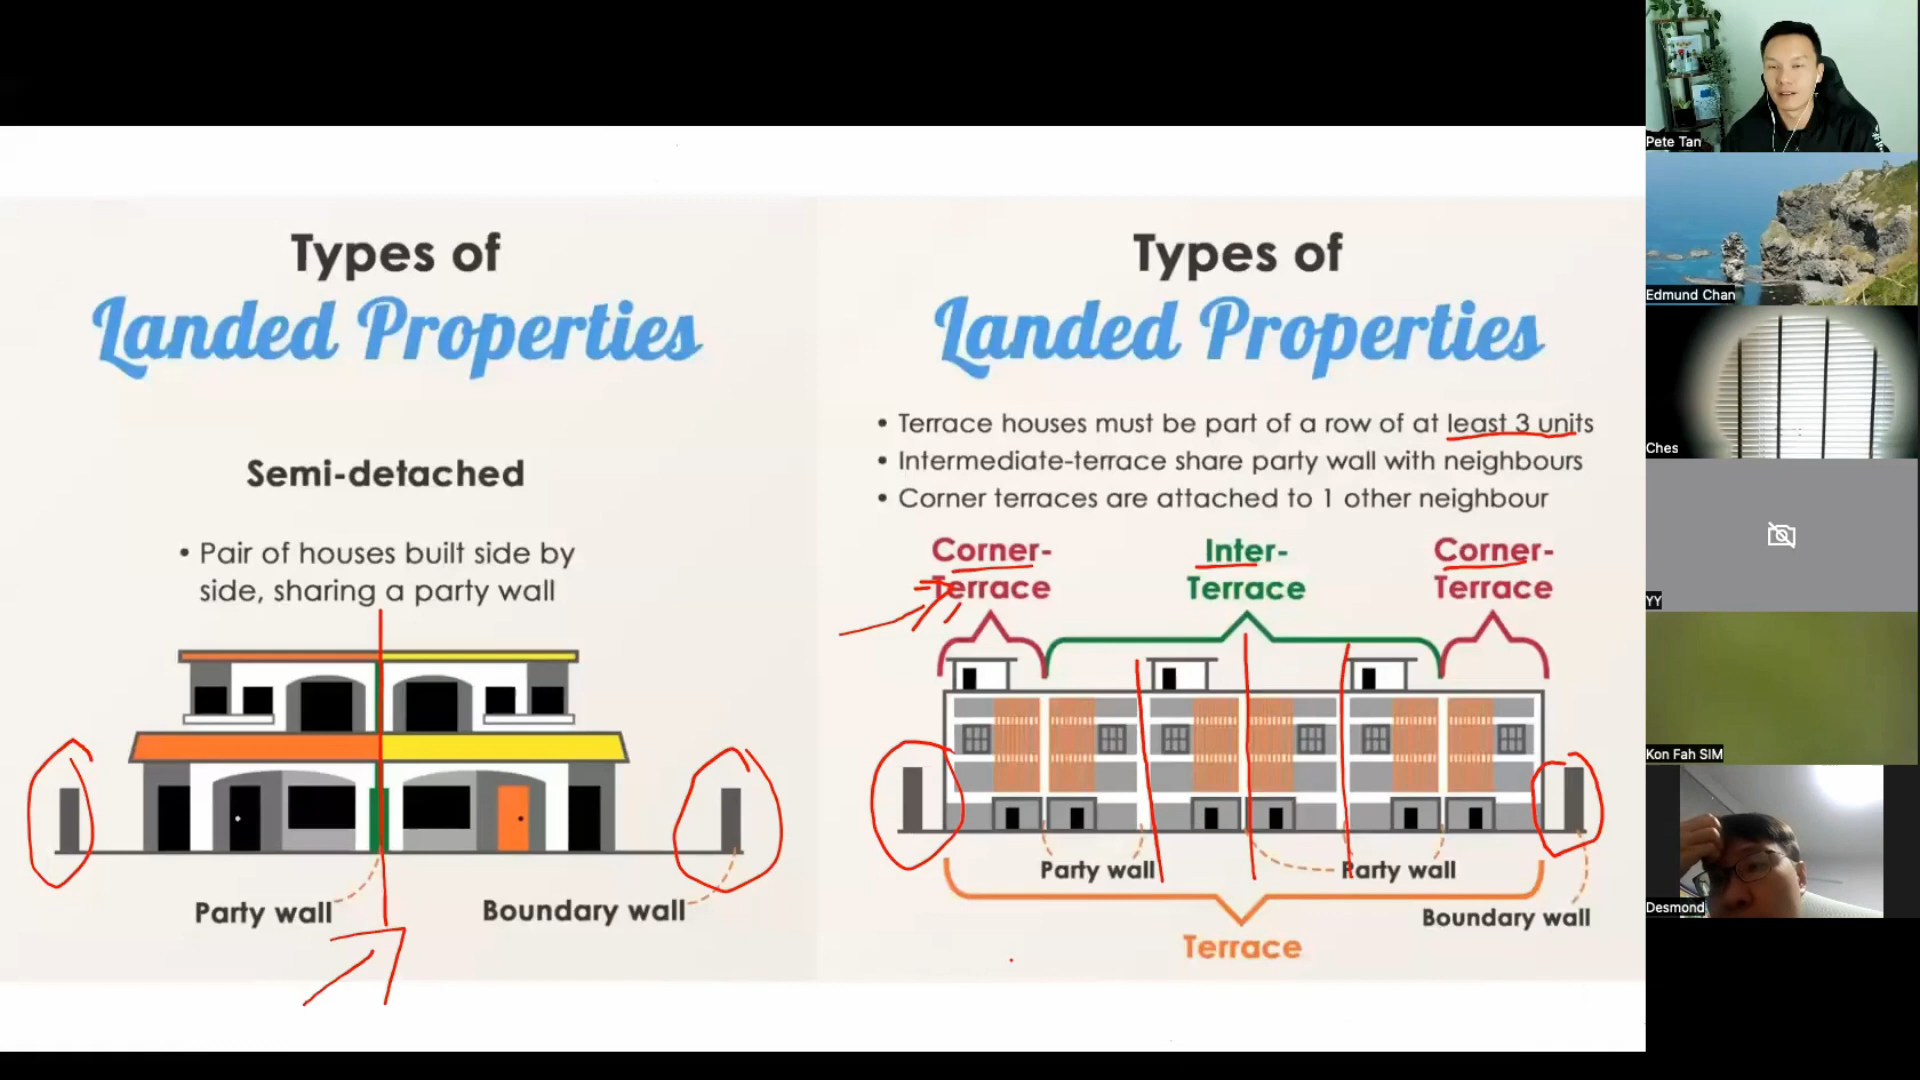 Types of
Landed Properties
Semi-detached
• Pair of houses built side by
side, sharing a party wall
Party wall
Boundary wall
Types of
Landed Properties
• Terrace houses must be part of a row of at least 3 units
• Intermediate-terrace share party wall with neighbours
• Corner terraces are attached to 1 other neighbour
Corner-
Terrace
Inter-
Terrace
Corner-
Terrace
Party wall
Party wall
Boundary wall
Terrace
Pete Tan
Edmund Chan
Ches
YY
Kon Fah SIM
Desmond